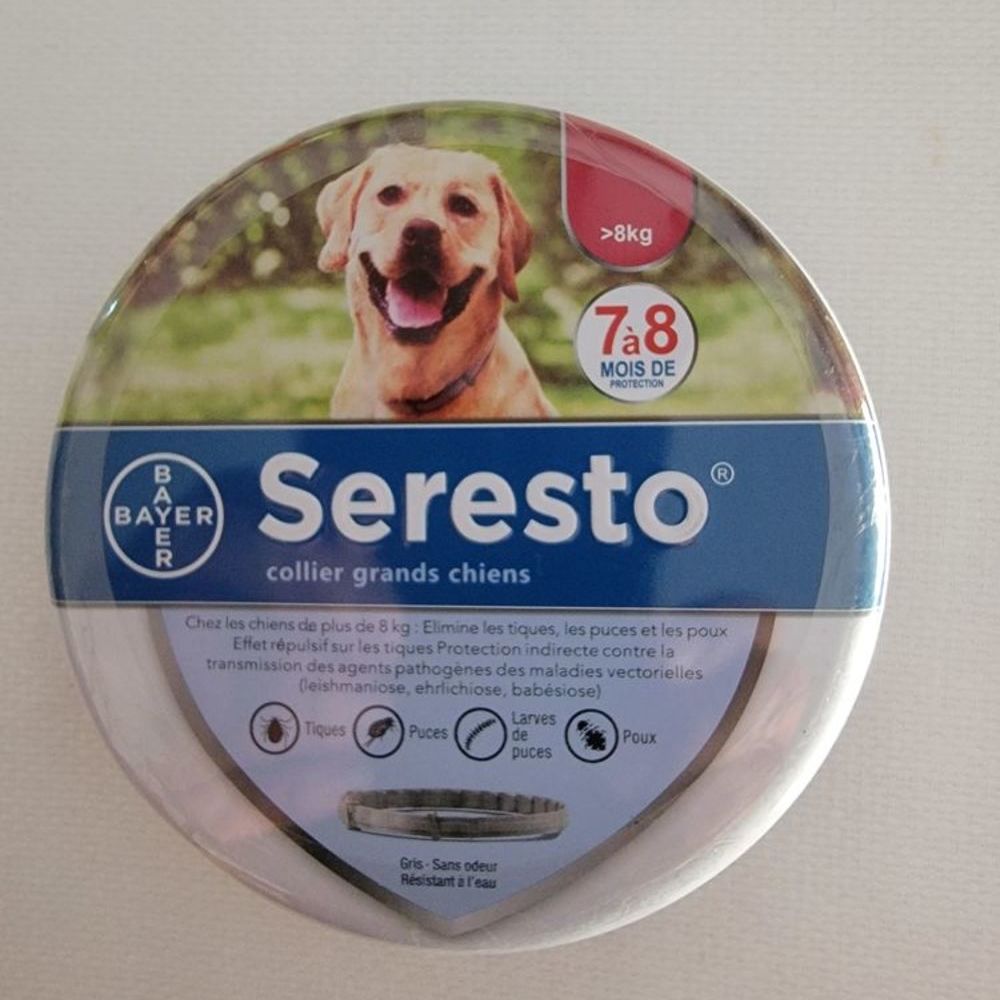 >8kg
7à8
MOIS DE
PROTECTION
BAYER
BAYER
Seresto®
collier grands chiens
Chez les chiens de plus de 8 kg : Elimine les tiques, les puces et les poux
Effet répulsif sur les tiques Protection indirecte contre la
transmission des agents pathogènes des maladies vectorielles
(leishmaniose, ehrlichiose, babésiose)
Tiques
Puces
Larves
de
puces
Poux
Gris - Sans odeur
Résistant à l'eau